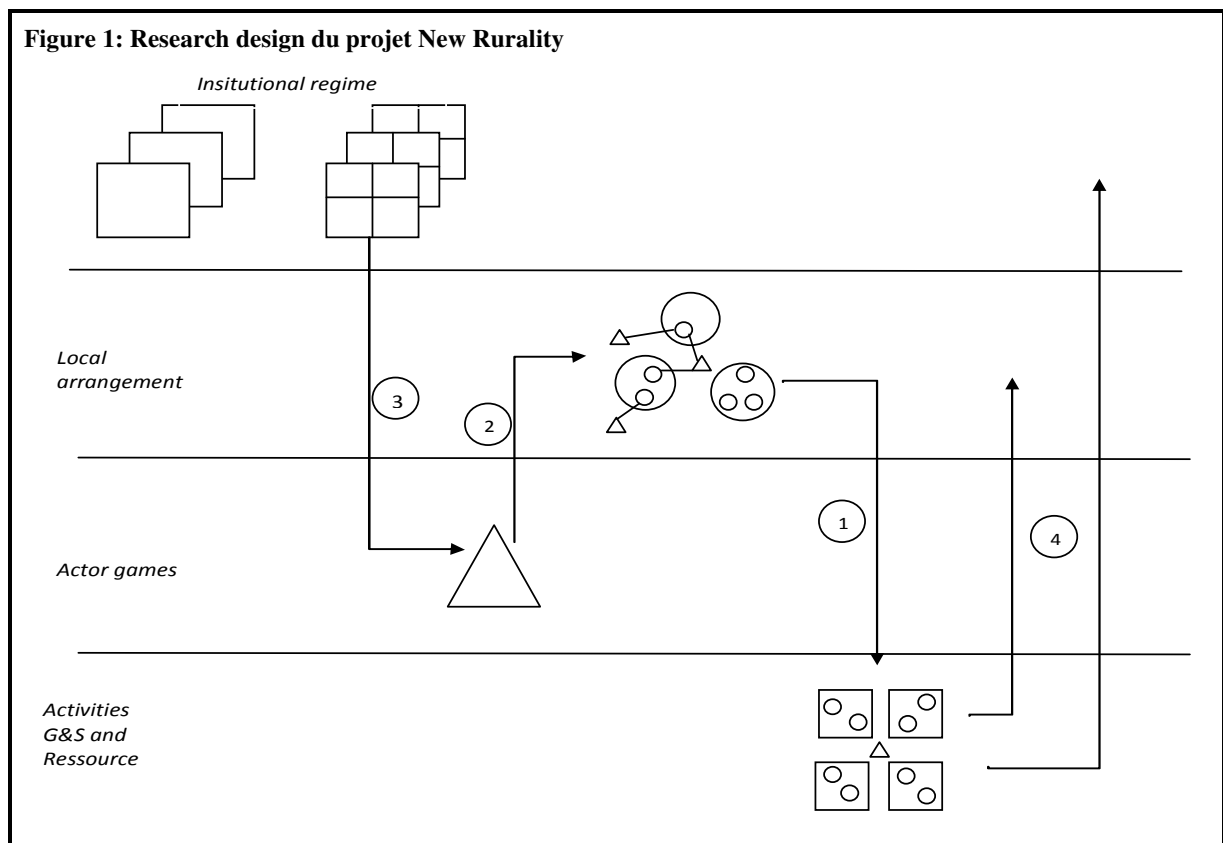 Figure 1: Research design du projet New Rurality
Insitutional regime
Local
arrangement
3
2
1
4
Actor games
Activities
G&S and
Ressource